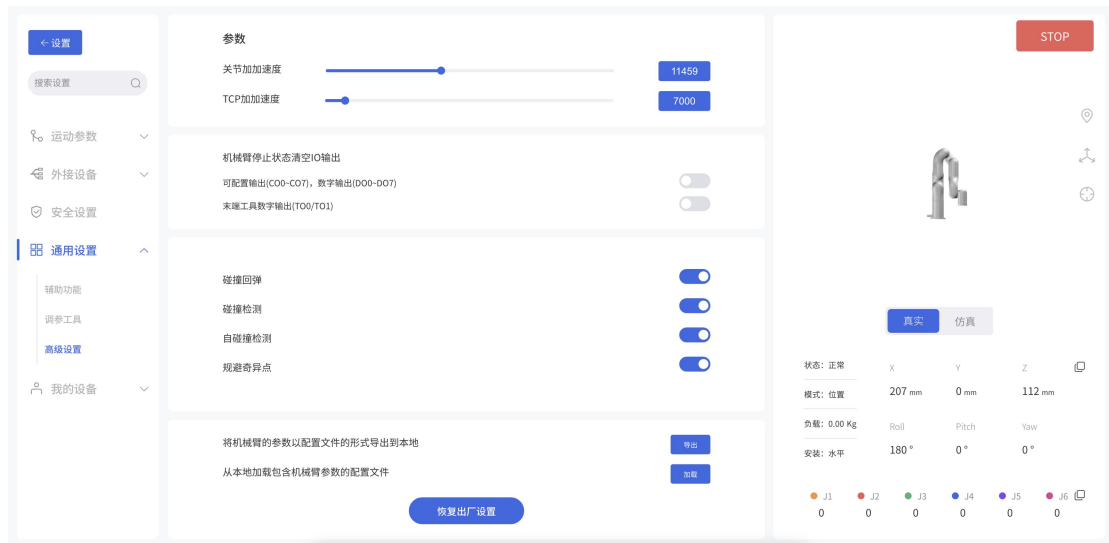 ← 设置
搜索设置
运动参数
外接设备
安全设置
通用设置
辅助功能
调参工具
高级设置
我的设备
参数
关节加加速度 11459
TCP加加速度 7000
机械臂停止状态清空IO输出
可配置输出(CO0~CO7), 数字输出(DO0~DO7)
末端工具数字输出(TO0/TO1)
碰撞回弹
碰撞检测
自碰撞检测
规避奇异点
将机械臂的参数以配置文件的形式导出到本地 导出
从本地加载包含机械臂参数的配置文件 加载
恢复出厂设置
STOP
真实 仿真
状态: 正常 X Y Z
模式: 位置 207 mm 0 mm 112 mm
负载: 0.00 Kg Roll Pitch Yaw
安装: 水平 180 ° 0 ° 0 °
J1 J2 J3 J4 J5 J6
0 0 0 0 0 0